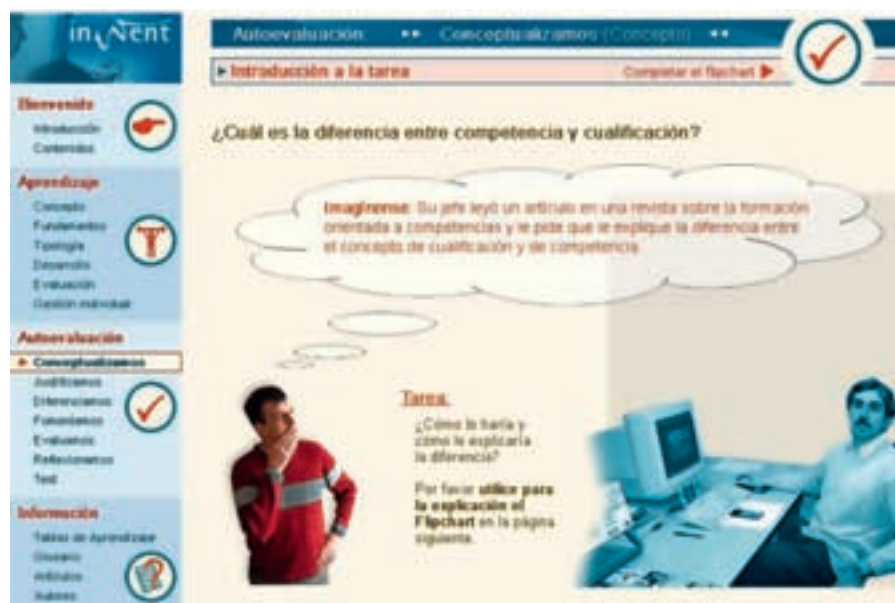 inWent
Autoevaluación Conceptualizamos (Concepto)
Introducción a la tarea
Completar el flipchart
Bienvenido
Introducción
Contenidos
Aprendizaje
Concepto
Fundamentos
Tipología
Desarrollo
Evaluación
Gestión individual
Autoevaluación
Conceptualizamos
Justificamos
Diferenciamos
Fomentamos
Evaluamos
Reflexionamos
Test
Información
Tablas de Aprendizaje
Glosario
Artículos
Autores
¿Cuál es la diferencia entre competencia y cualificación?
Imagínense: Su jefe leyó un artículo en una revista sobre la formación
orientada a competencias y le pide que le explique la diferencia entre
el concepto de cualificación y de competencia.
Tarea:
¿Cómo lo haría y
cómo le explicaría
la diferencia?
Por favor utilice para
la explicación el
Flipchart en la página
siguiente.